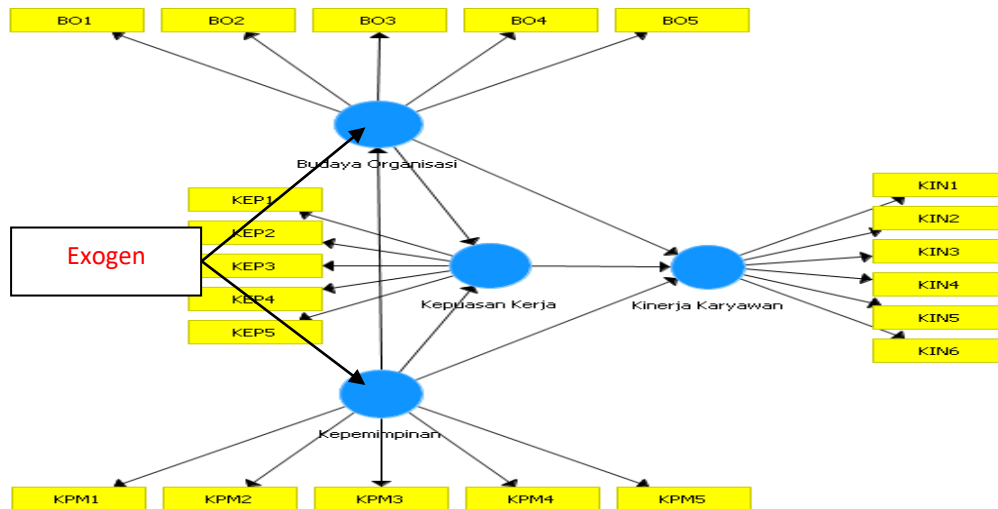 BO1
BO2
BO3
BO4
BO5
Budaya Organisasi
KEP1
KEP2
KEP3
KEP4
KEP5
Exogen
Kepuasan Kerja
Kinerja Karyawan
KIN1
KIN2
KIN3
KIN4
KIN5
KIN6
Kepemimpinan
KPM1
KPM2
KPM3
KPM4
KPM5